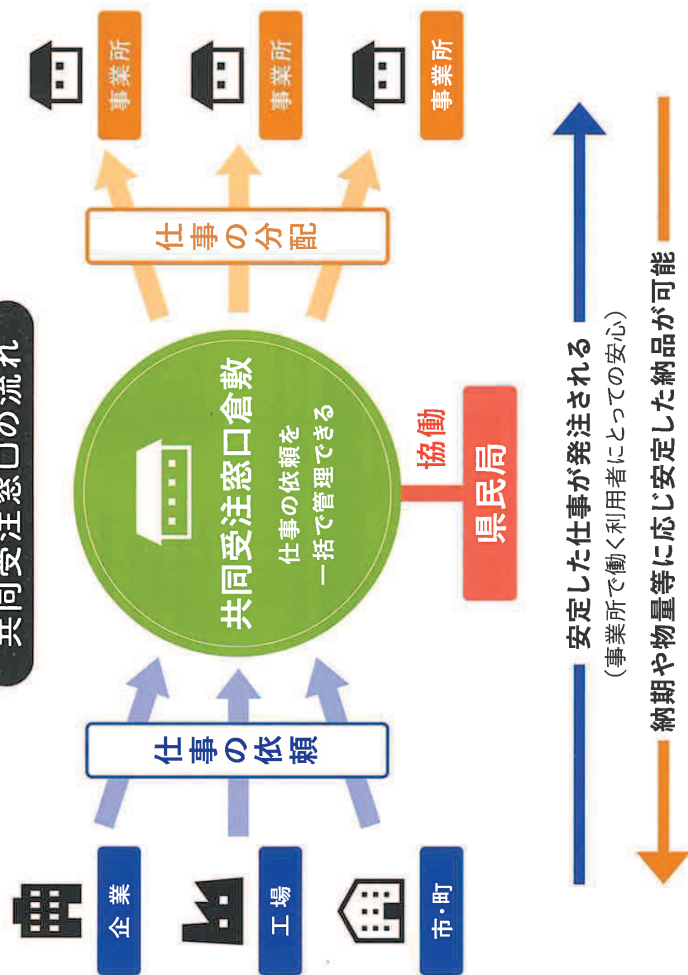 共同受注窓口の流れ
企業
工場
市・町
仕事の依頼
共同受注窓口倉敷
仕事の依頼を
一括で管理できる
協働
県民局
仕事の分配
事業所
事業所
事業所
安定した仕事が発注される
（事業所で働く利用者にとっての安心）
納期や物量等に応じ安定した納品が可能